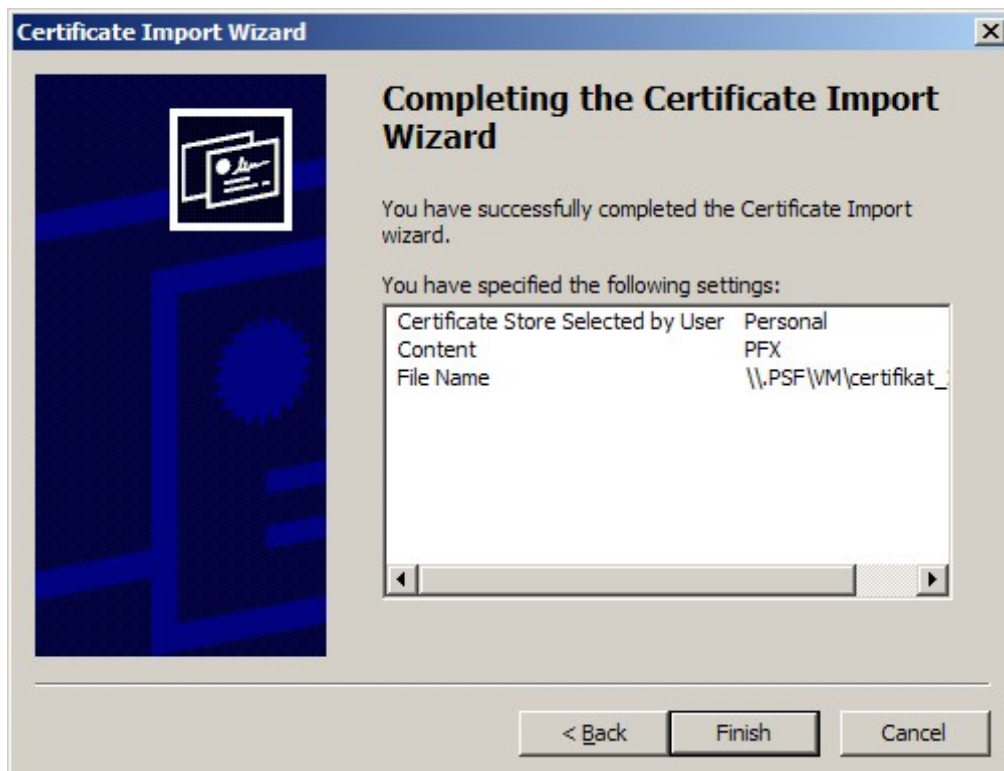 Certificate Import Wizard
Completing the Certificate Import
Wizard
You have successfully completed the Certificate Import
wizard.
You have specified the following settings:
Certificate Store Selected by User Personal
Content PFX
File Name \\.PSF\VM\certifikat_
< Back Finish Cancel